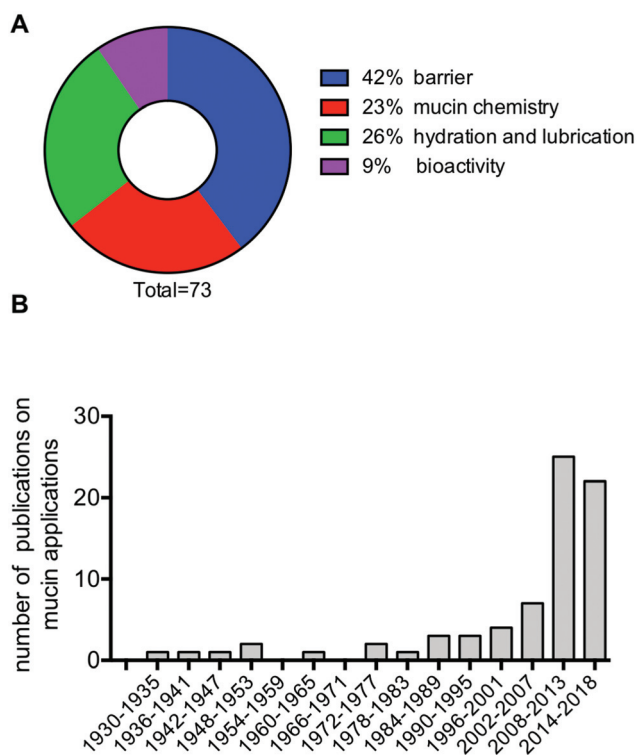 A
42% barrier
23% mucin chemistry
26% hydration and lubrication
9% bioactivity
Total=73
B
number of publications on
mucin applications
30
20
10
0
1930-1935
1936-1941
1942-1947
1948-1953
1954-1959
1960-1965
1966-1971
1972-1977
1978-1983
1984-1989
1990-1995
1996-2001
2002-2007
2008-2013
2014-2018